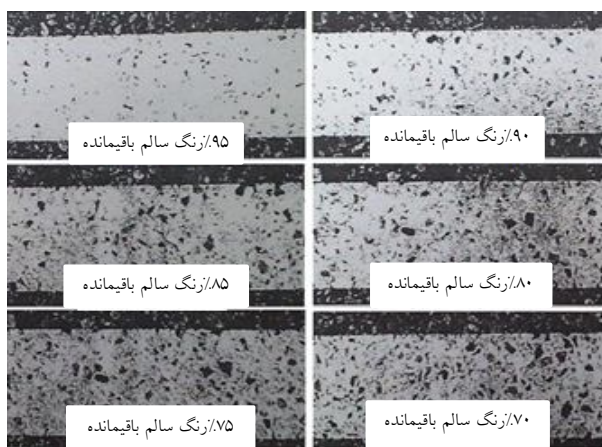 ۹۵٪رنگ سالم باقیمانده
۹۰٪رنگ سالم باقیمانده
۸۵٪رنگ سالم باقیمانده
۸۰٪رنگ سالم باقیمانده
۷۵٪رنگ سالم باقیمانده
۷۰٪رنگ سالم باقیمانده